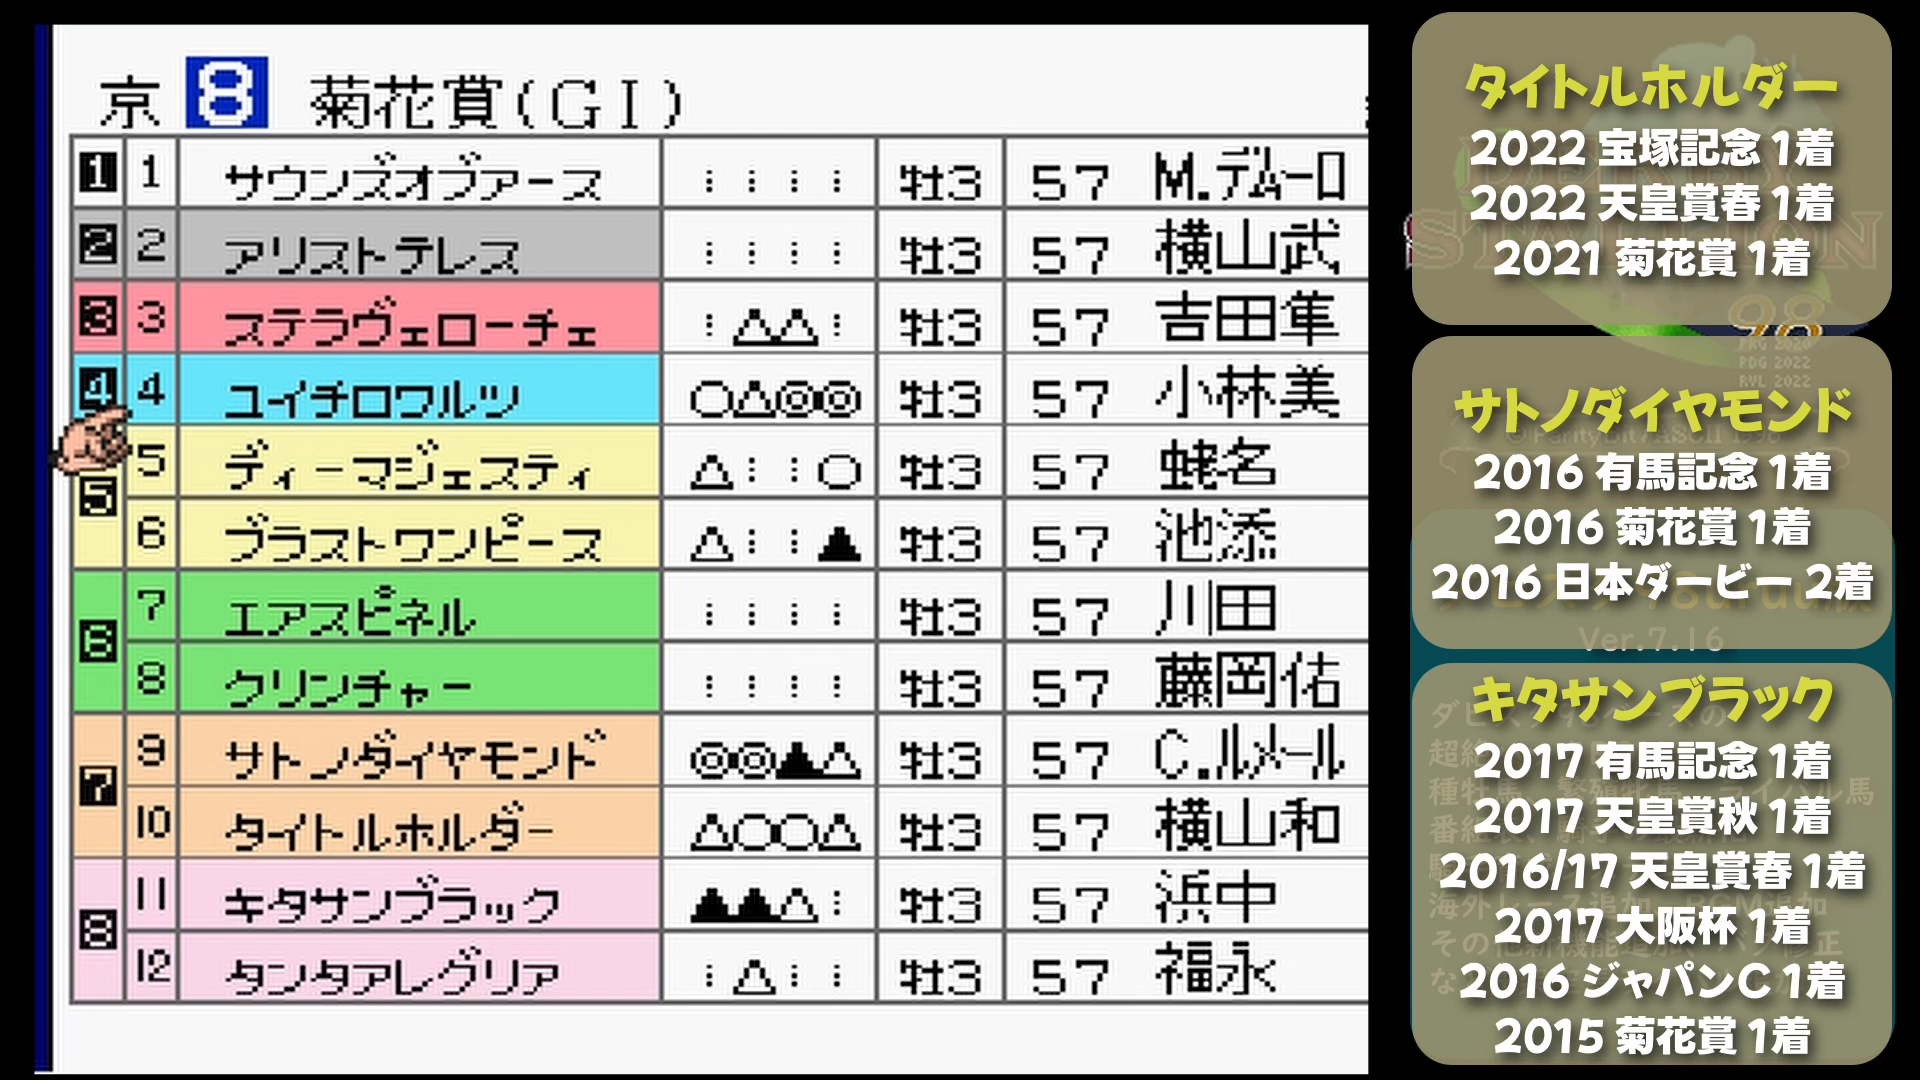 京 8 菊花賞(GI)
1 1 サウンズオブアース :::: 牡3 57 M.デムーロ
2 2 アリストテレス :::: 牡3 57 横山武
3 3 ステラヴェローチェ :△△: 牡3 57 吉田隼
4 4 ユイチロワルツ ○△◎◎ 牡3 57 小林美
5 5 ディーマジェスティ △::○ 牡3 57 蛯名
6 ブラストワンピース △::▲ 牡3 57 池添
6 7 エアスピネル :::: 牡3 57 川田
8 クリンチャー :::: 牡3 57 藤岡佑
7 9 サトノダイヤモンド ◎◎▲△ 牡3 57 C.ルメール
10 タイトルホルダー △○○△ 牡3 57 横山和
8 11 キタサンブラック ▲▲△: 牡3 57 浜中
12 タンタアレグリア :△:: 牡3 57 福永
タイトルホルダー
2022 宝塚記念 1着
2022 天皇賞春 1着
2021 菊花賞 1着
98
PRG 2020
PDG 2022
RVL 2022
サトノダイヤモンド
2016 有馬記念 1着
2016 菊花賞 1着
2016 日本ダービー 2着
Ver.7.16
キタサンブラック
2017 有馬記念 1着
2017 天皇賞秋 1着
2016/17 天皇賞春 1着
2017 大阪杯 1着
2016 ジャパンC 1着
2015 菊花賞 1着